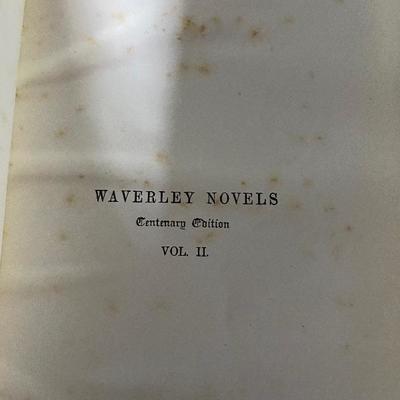 WAVERLEY NOVELS
Centenary Edition
VOL. II.